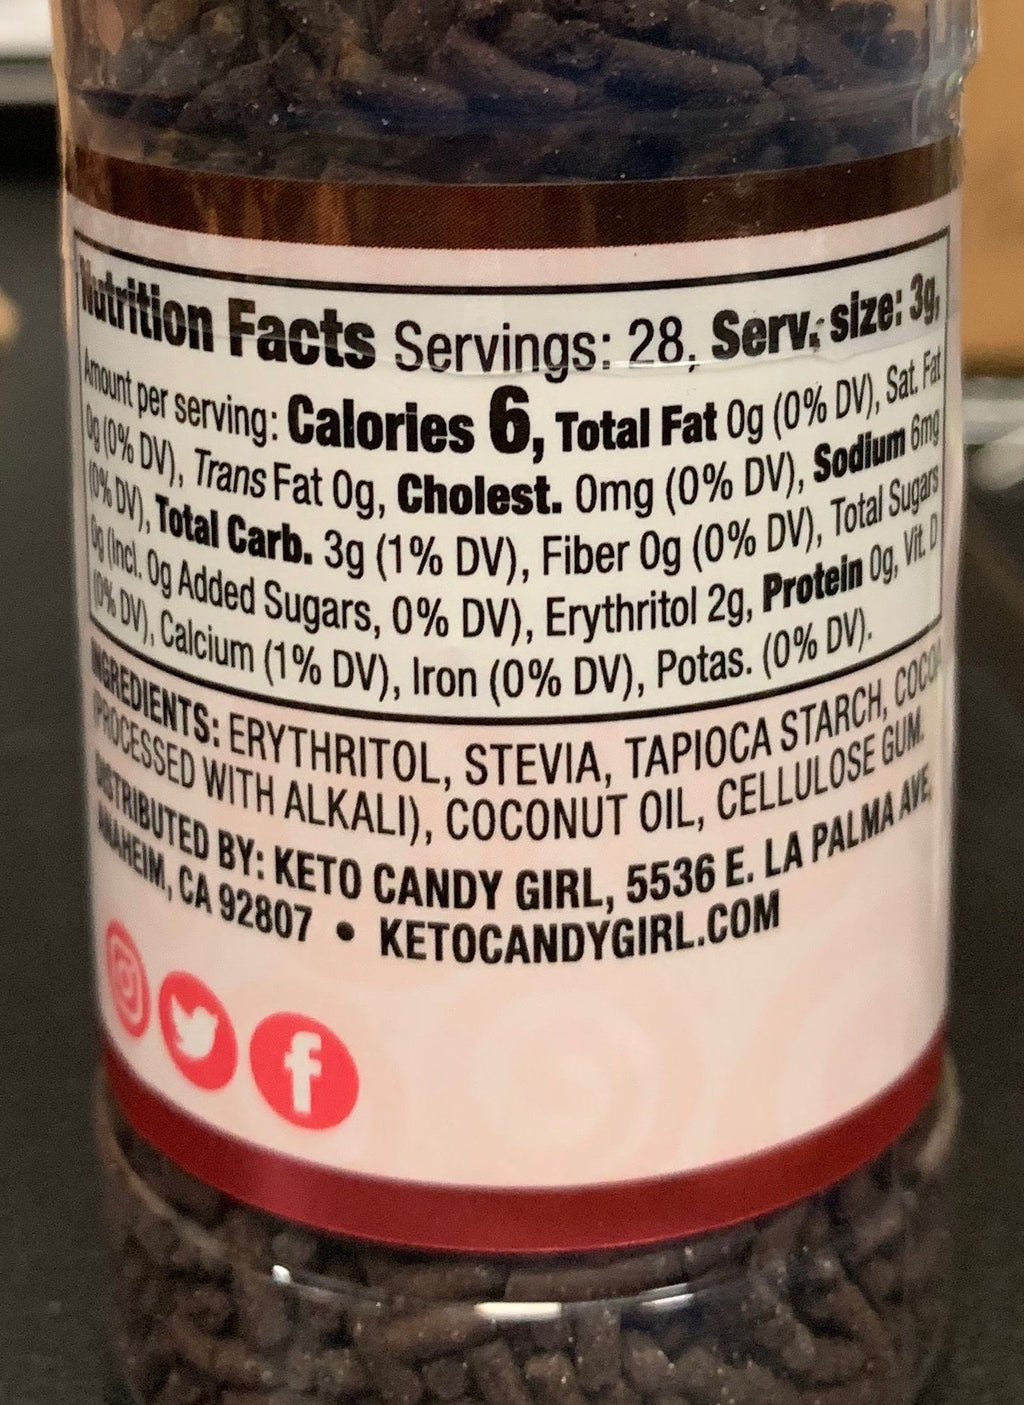 Nutrition Facts Servings: 28, Serv. size: 3g,
Amount per serving: Calories 6, Total Fat 0g (0% DV), Sat. Fat
0g (0% DV), Trans Fat 0g, Cholest. 0mg (0% DV), Sodium 6mg
(0% DV), Total Carb. 3g (1% DV), Fiber 0g (0% DV), Total Sugars
0g (Incl. 0g Added Sugars, 0% DV), Erythritol 2g, Protein 0g, Vit. D
(0% DV), Calcium (1% DV), Iron (0% DV), Potas. (0% DV).
INGREDIENTS: ERYTHRITOL, STEVIA, TAPIOCA STARCH, COCOA
(PROCESSED WITH ALKALI), COCONUT OIL, CELLULOSE GUM.
DISTRIBUTED BY: KETO CANDY GIRL, 5536 E. LA PALMA AVE,
ANAHEIM, CA 92807 • KETOCANDYGIRL.COM